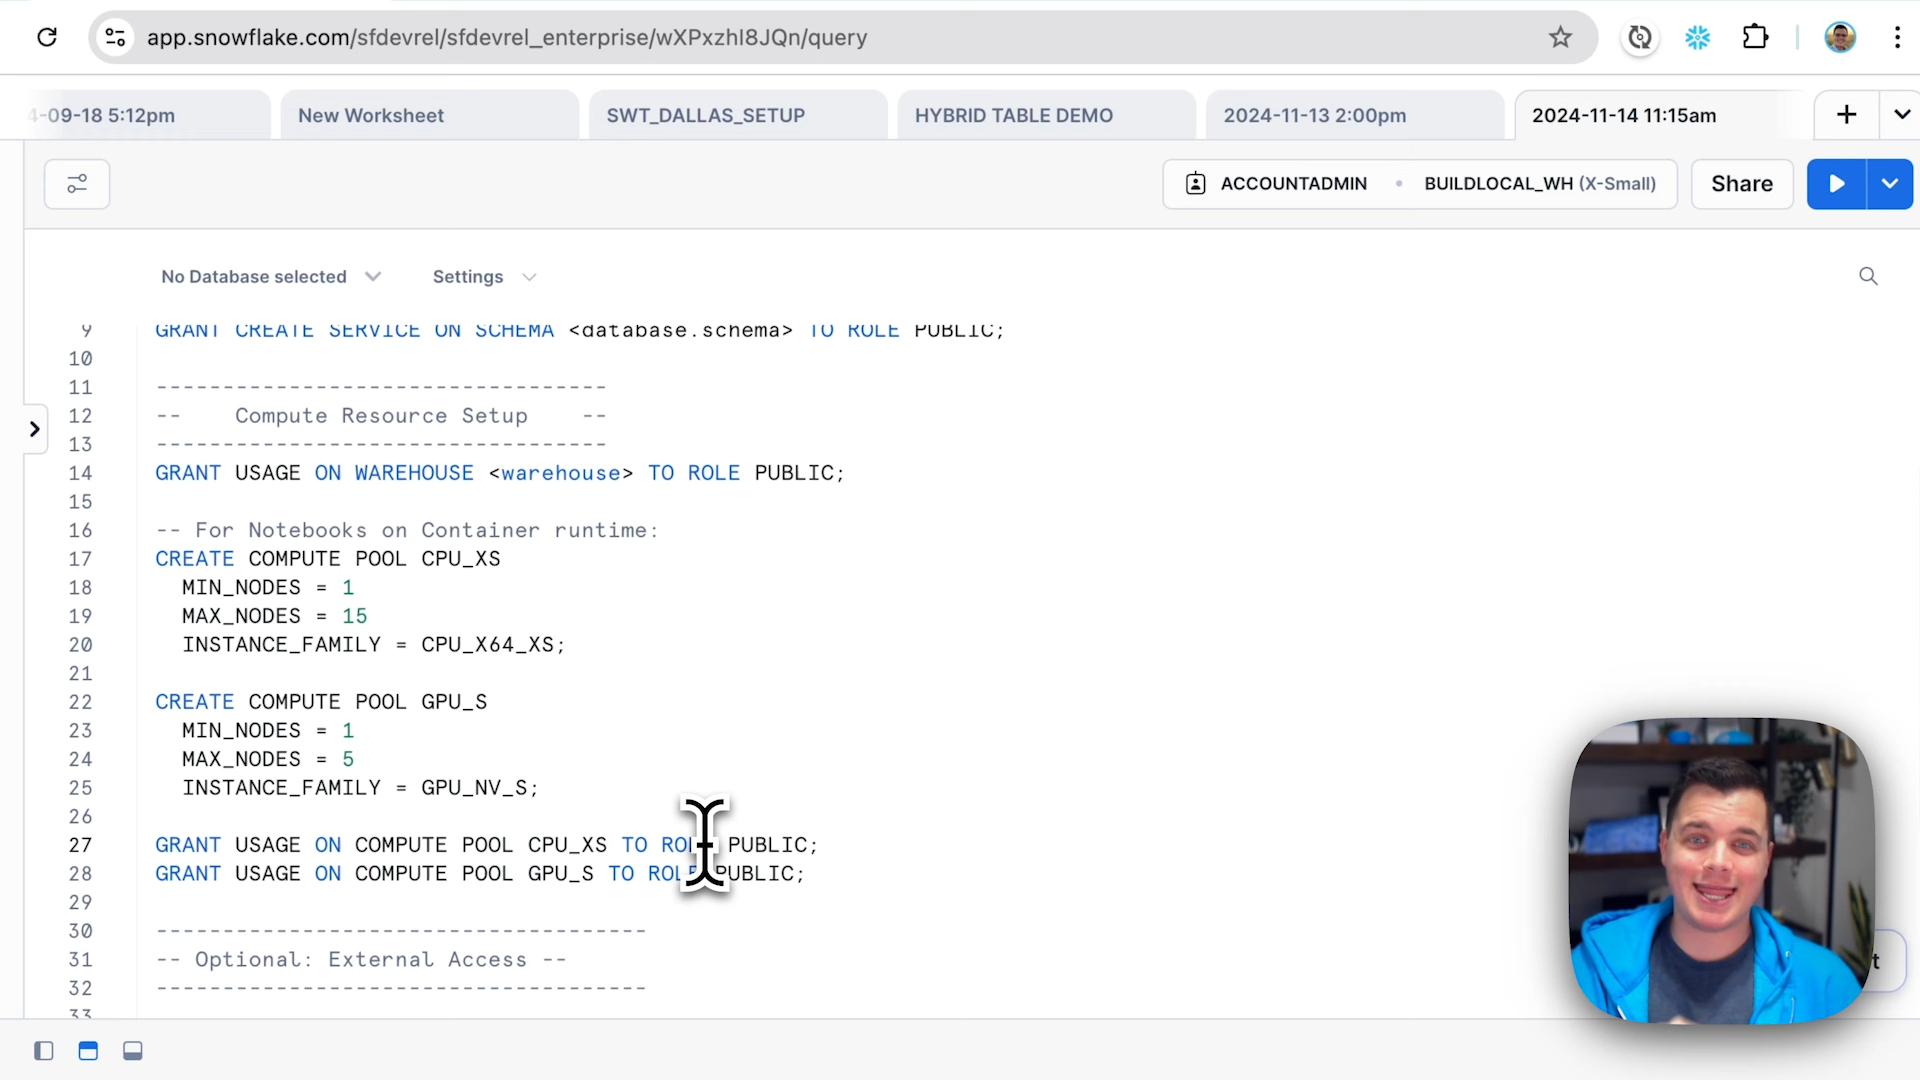 app.snowflake.com/sfdevrel/sfdevrel_enterprise/wXPxzhI8JQn/query
4-09-18 5:12pm
New Worksheet
SWT_DALLAS_SETUP
HYBRID TABLE DEMO
2024-11-13 2:00pm
2024-11-14 11:15am
ACCOUNTADMIN • BUILDLOCAL_WH (X-Small)
Share
No Database selected
Settings
9 GRANT CREATE SERVICE ON SCHEMA <database.schema> TO ROLE PUBLIC;
10
11 ----------------------------------
12 --    Compute Resource Setup    --
13 ----------------------------------
14 GRANT USAGE ON WAREHOUSE <warehouse> TO ROLE PUBLIC;
15
16 -- For Notebooks on Container runtime:
17 CREATE COMPUTE POOL CPU_XS
18 MIN_NODES = 1
19 MAX_NODES = 15
20 INSTANCE_FAMILY = CPU_X64_XS;
21
22 CREATE COMPUTE POOL GPU_S
23 MIN_NODES = 1
24 MAX_NODES = 5
25 INSTANCE_FAMILY = GPU_NV_S;
26
27 GRANT USAGE ON COMPUTE POOL CPU_XS TO ROLE PUBLIC;
28 GRANT USAGE ON COMPUTE POOL GPU_S TO ROLE PUBLIC;
29
30 -------------------------------------
31 -- Optional: External Access --
32 -------------------------------------
33